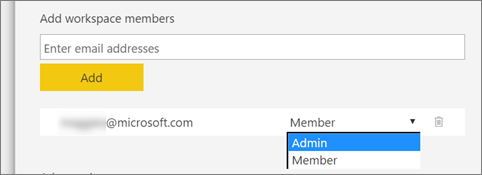 Add workspace members
Enter email addresses
Add
@microsoft.com Member
Admin
Member